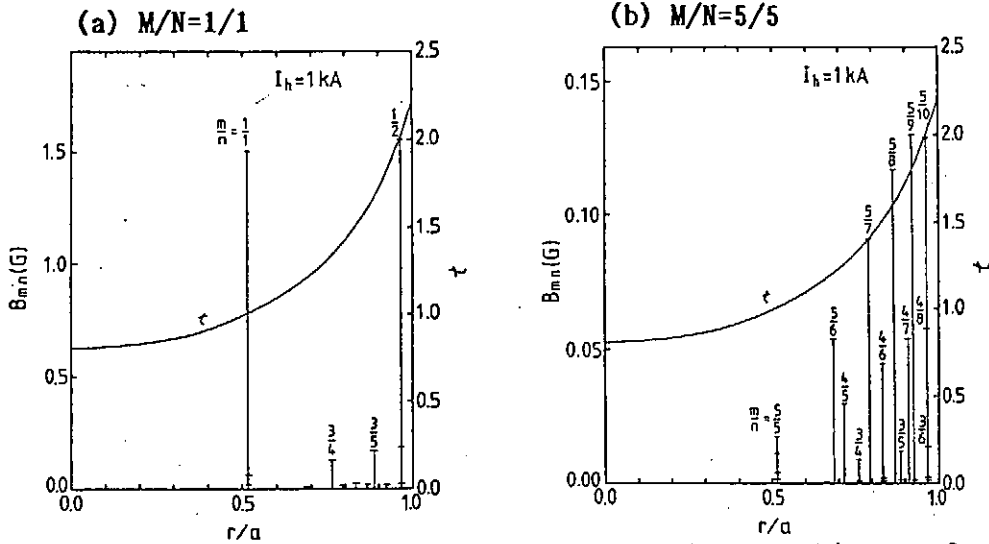 (a) M/N=1/1
I_h=1kA
m/n = 1/1
1/2
3/4
3/5
t
B_mn(G)
1.5
1.0
0.5
0.0
2.5
2.0
1.5
1.0
0.5
0.0
t
0.0
0.5
1.0
r/a
(b) M/N=5/5
I_h=1kA
m/n = 5/5
5/6
4/5
3/4
5/7
4/6
5/8
3/5
4/7
5/9
5/10
4/8
3/6
t
B_mn(G)
0.15
0.10
0.05
0.00
2.5
2.0
1.5
1.0
0.5
0.0
t
0.0
0.5
1.0
r/a